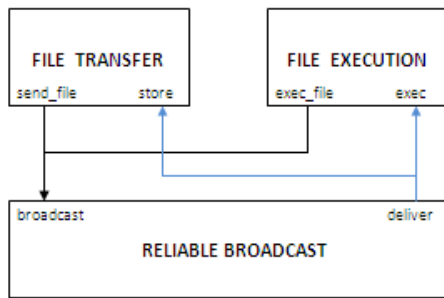 FILE TRANSFER
FILE EXECUTION
send_file
store
exec_file
exec
broadcast
deliver
RELIABLE BROADCAST